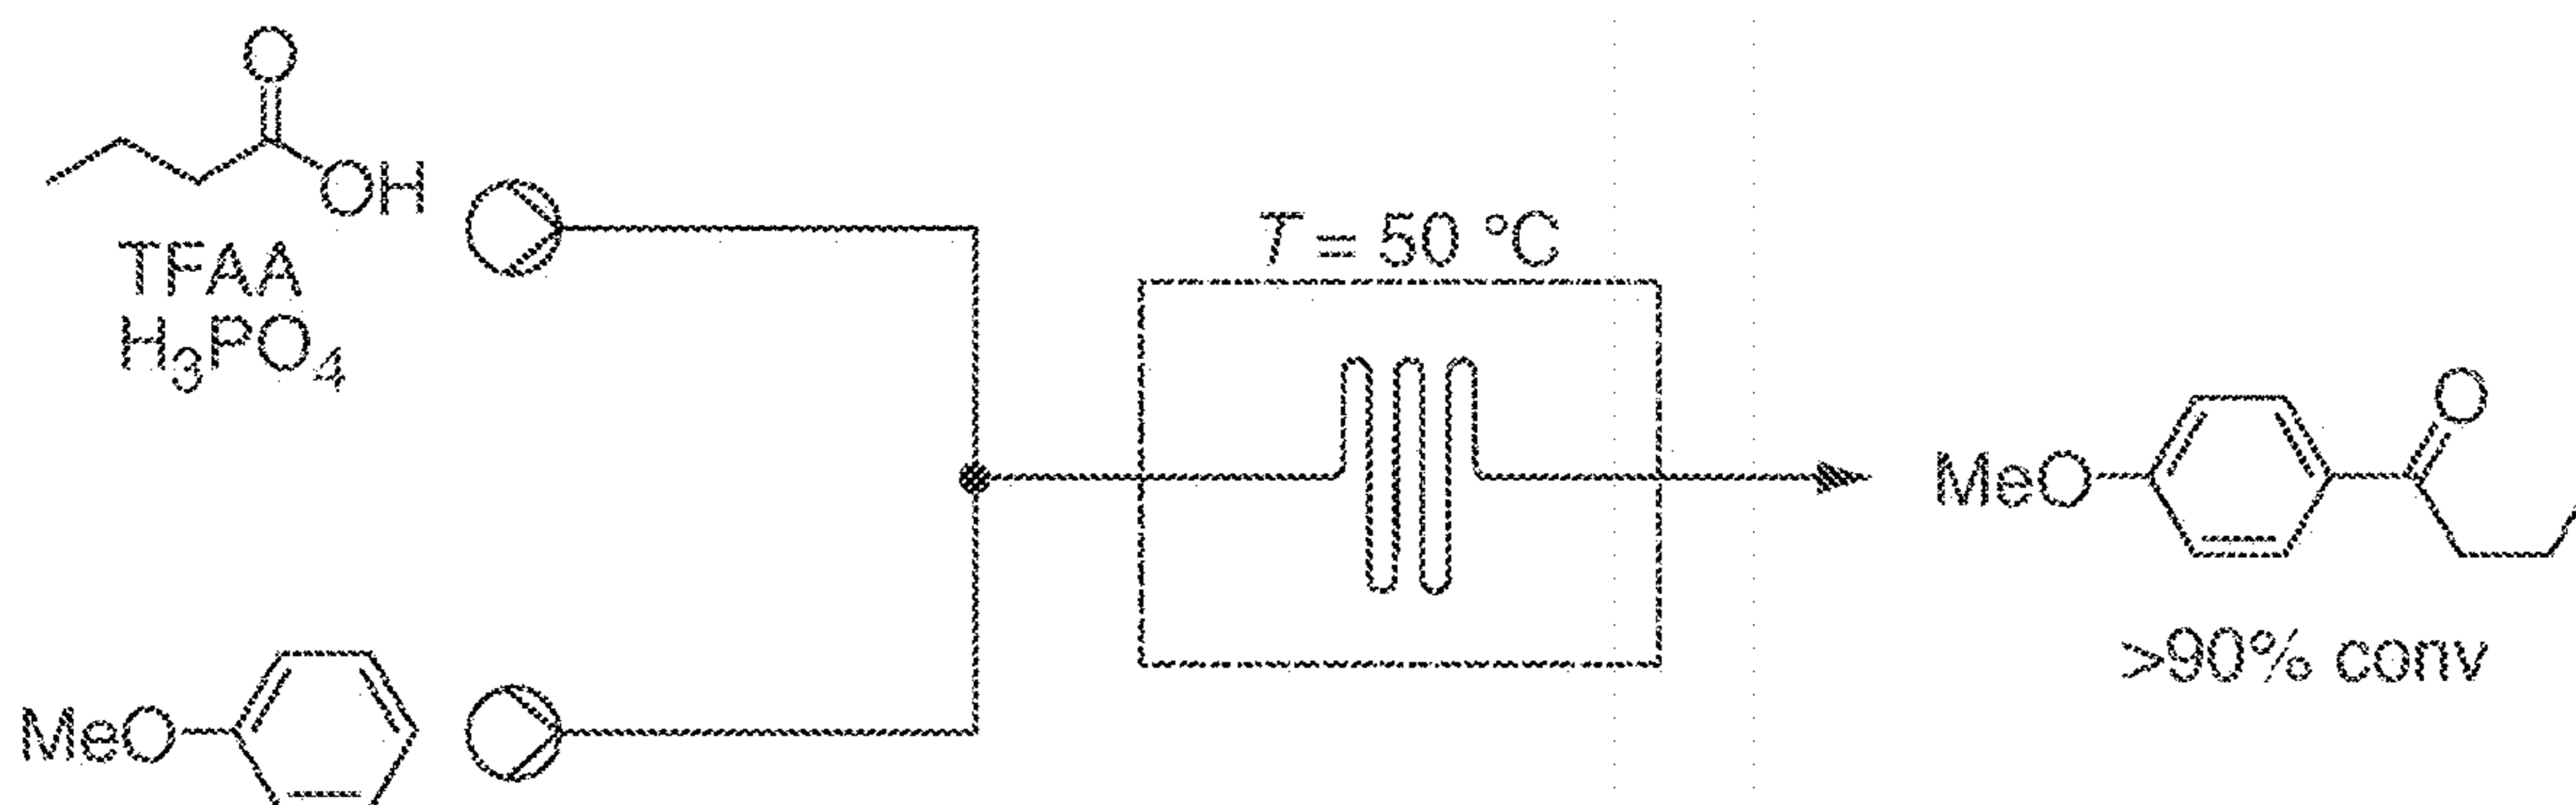 O
OH
TFAA
H₃PO₄
T = 50 °C
O
MeO
>90% conv
MeO